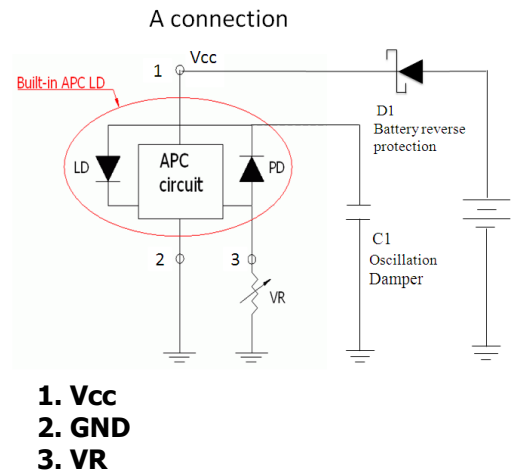 A connection
Vcc
1
Built-in APC LD
D1
Battery reverse
protection
LD
APC
circuit
PD
C1
Oscillation
Damper
2
3
VR
1. Vcc
2. GND
3. VR